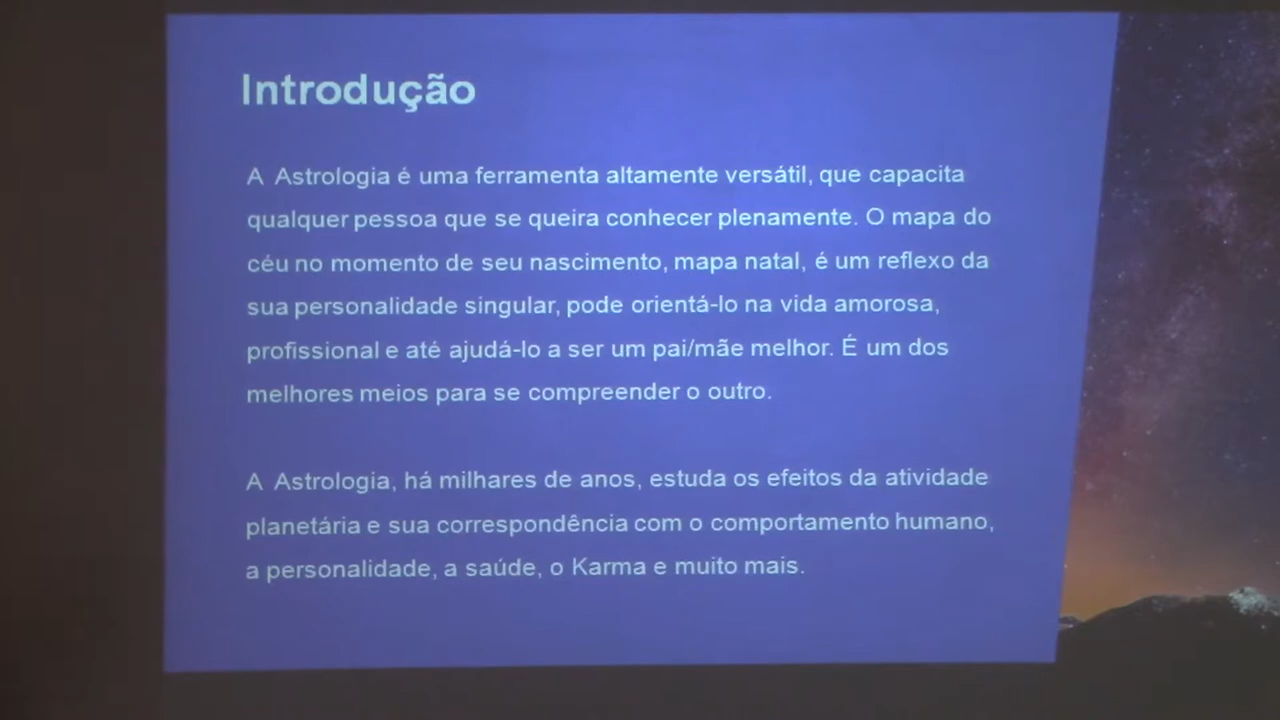 Introdução
A Astrologia é uma ferramenta altamente versátil, que capacita
qualquer pessoa que se queira conhecer plenamente. O mapa do
céu no momento de seu nascimento, mapa natal, é um reflexo da
sua personalidade singular, pode orientá-lo na vida amorosa,
profissional e até ajudá-lo a ser um pai/mãe melhor. É um dos
melhores meios para se compreender o outro.
A Astrologia, há milhares de anos, estuda os efeitos da atividade
planetária e sua correspondência com o comportamento humano,
a personalidade, a saúde, o Karma e muito mais.